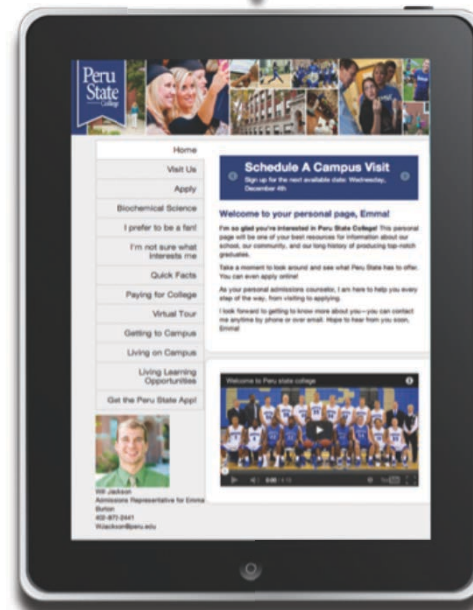 Peru
State
College
Home
Visit Us
Apply
Biochemical Science
I prefer to be a fan!
I'm not sure what
interests me
Quick Facts
Paying for College
Virtual Tour
Getting to Campus
Living on Campus
Living Learning
Opportunities
Get the Peru State App!
Will Jackson
Admissions Representative for Emma
Burton
402-872-2441
WJackson@peru.edu
Schedule A Campus Visit
Sign up for the next available date: Wednesday,
December 4th
Welcome to your personal page, Emma!
I'm so glad you're interested in Peru State College! This personal
page will be one of your best resources for information about our
school, our community, and our long history of producing top-notch
graduates.
Take a moment to look around and see what Peru State has to offer.
You can even apply online!
As your personal admissions counselor, I am here to help you every
step of the way, from visiting to applying.
I look forward to getting to know more about you—you can contact
me anytime by phone or over email. Hope to hear from you soon,
Emma!
Welcome to Peru state college